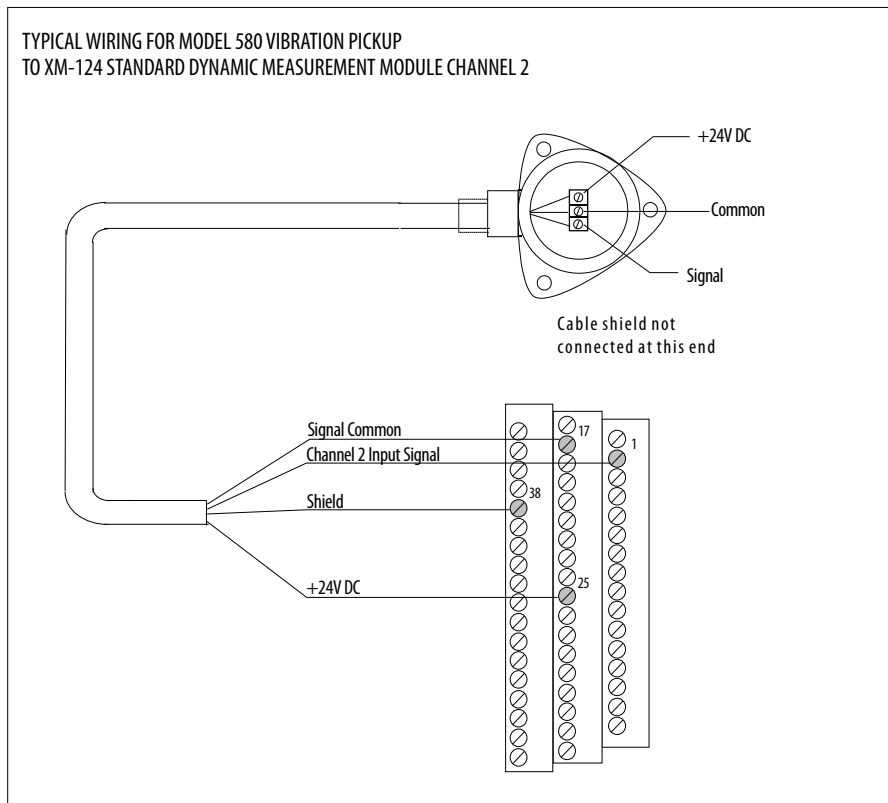 TYPICAL WIRING FOR MODEL 580 VIBRATION PICKUP
TO XM-124 STANDARD DYNAMIC MEASUREMENT MODULE CHANNEL 2
+24V DC
Common
Signal
Cable shield not
connected at this end
Signal Common
17
1
Channel 2 Input Signal
Shield
38
+24V DC
25